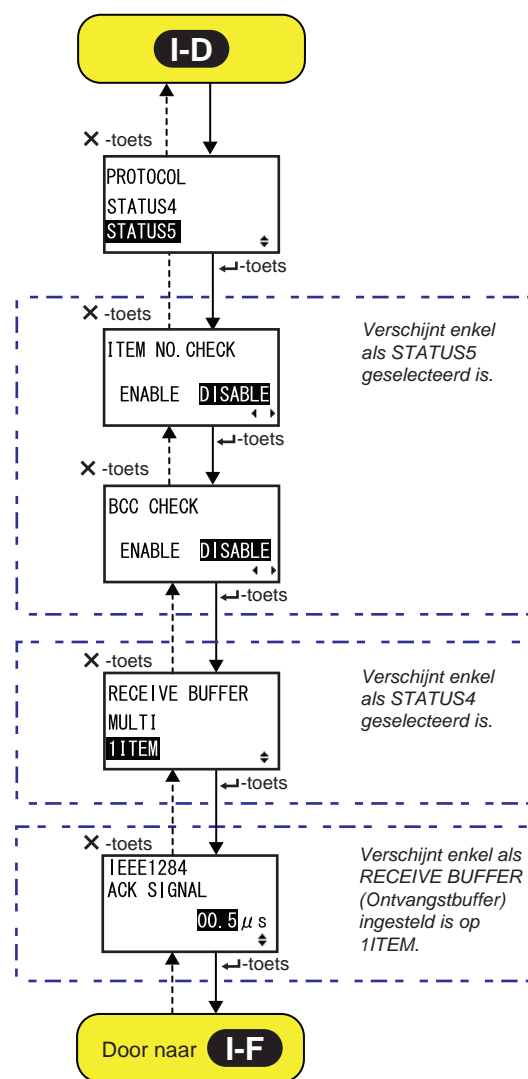 I-D
✕ -toets
PROTOCOL
STATUS4
STATUS5
↵-toets
✕ -toets
ITEM NO. CHECK
ENABLE DISABLE
Verschijnt enkel
als STATUS5
geselecteerd is.
↵-toets
✕ -toets
BCC CHECK
ENABLE DISABLE
↵-toets
✕ -toets
RECEIVE BUFFER
MULTI
1ITEM
Verschijnt enkel
als STATUS4
geselecteerd is.
↵-toets
✕ -toets
IEEE1284
ACK SIGNAL
00.5 μs
Verschijnt enkel als
RECEIVE BUFFER
(Ontvangstbuffer)
ingesteld is op
1ITEM.
↵-toets
Door naar I-F